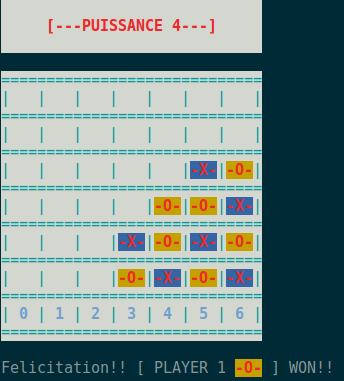 [---PUISSANCE 4---]
=============================
|   |   |   |   |   |   |   |
=============================
|   |   |   |   |   |   |   |
=============================
|   |   |   |   |   |-X-|-O-|
=============================
|   |   |   |   |-O-|-O-|-X-|
=============================
|   |   |   |-X-|-O-|-X-|-O-|
=============================
|   |   |   |-O-|-X-|-O-|-X-|
=============================
| 0 | 1 | 2 | 3 | 4 | 5 | 6 |
=============================
Felicitation!! [ PLAYER 1 -O- ] WON!!